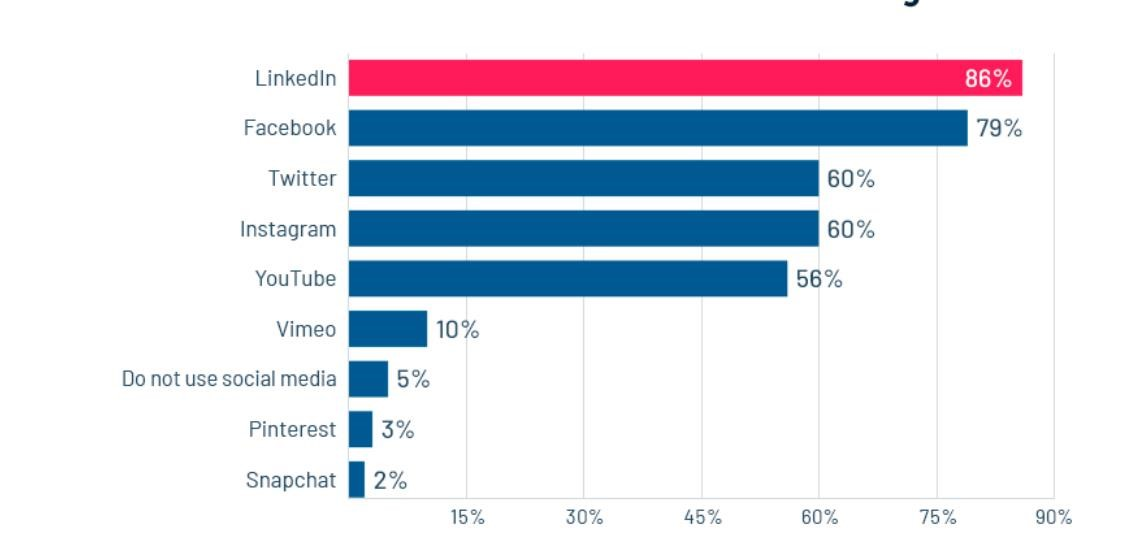 LinkedIn 86%
Facebook 79%
Twitter 60%
Instagram 60%
YouTube 56%
Vimeo 10%
Do not use social media 5%
Pinterest 3%
Snapchat 2%
15% 30% 45% 60% 75% 90%